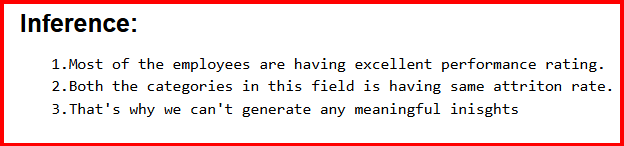 Inference:
1.Most of the employees are having excellent performance rating.
2.Both the categories in this field is having same attriton rate.
3.That's why we can't generate any meaningful inisghts